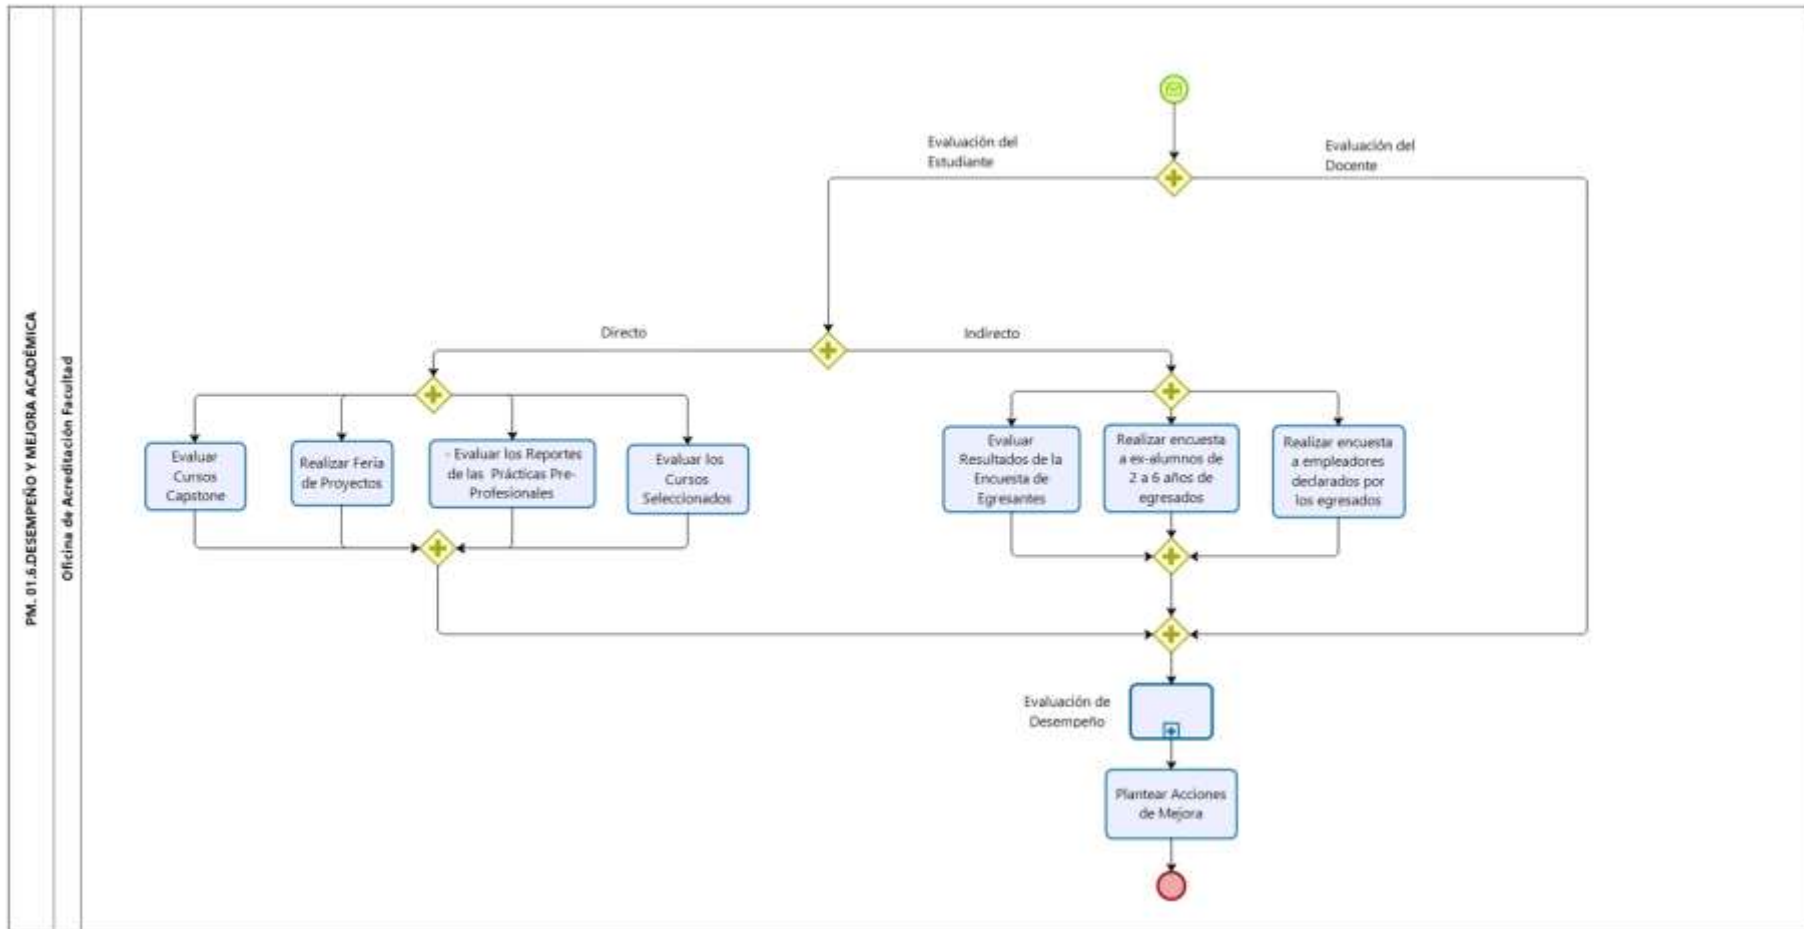 PM. 01.6.DESEMPEÑO Y MEJORA ACADÉMICA
Oficina de Acreditación Facultad
Evaluación del
Estudiante
Evaluación del
Docente
Directo
Indirecto
Evaluar
Cursos
Capstone
Realizar Feria
de Proyectos
- Evaluar los Reportes
de las Prácticas Pre-
Profesionales
Evaluar los
Cursos
Seleccionados
Evaluar
Resultados de la
Encuesta de
Egresantes
Realizar encuesta
a ex-alumnos de
2 a 6 años de
egresados
Realizar encuesta
a empleadores
declarados por
los egresados
Evaluación de
Desempeño
Plantear Acciones
de Mejora